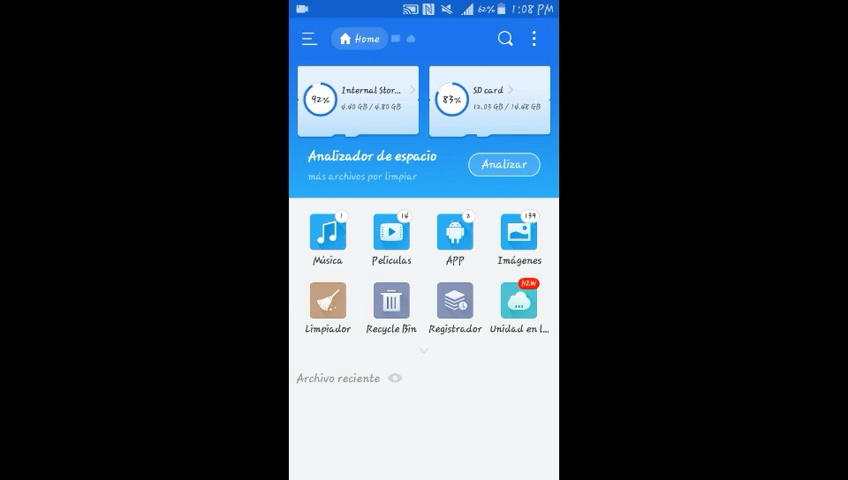 62% 1:08 PM
Home
92% Internal Stor... 83% SD card
4.40 GB / 4.80 GB 12.03 GB / 14.48 GB
Analizador de espacio Analizar
más archivos por limpiar
1 14 2 139
Música Películas APP Imágenes
NEW
Limpiador Recycle Bin Registrador Unidad en l...
Archivo reciente